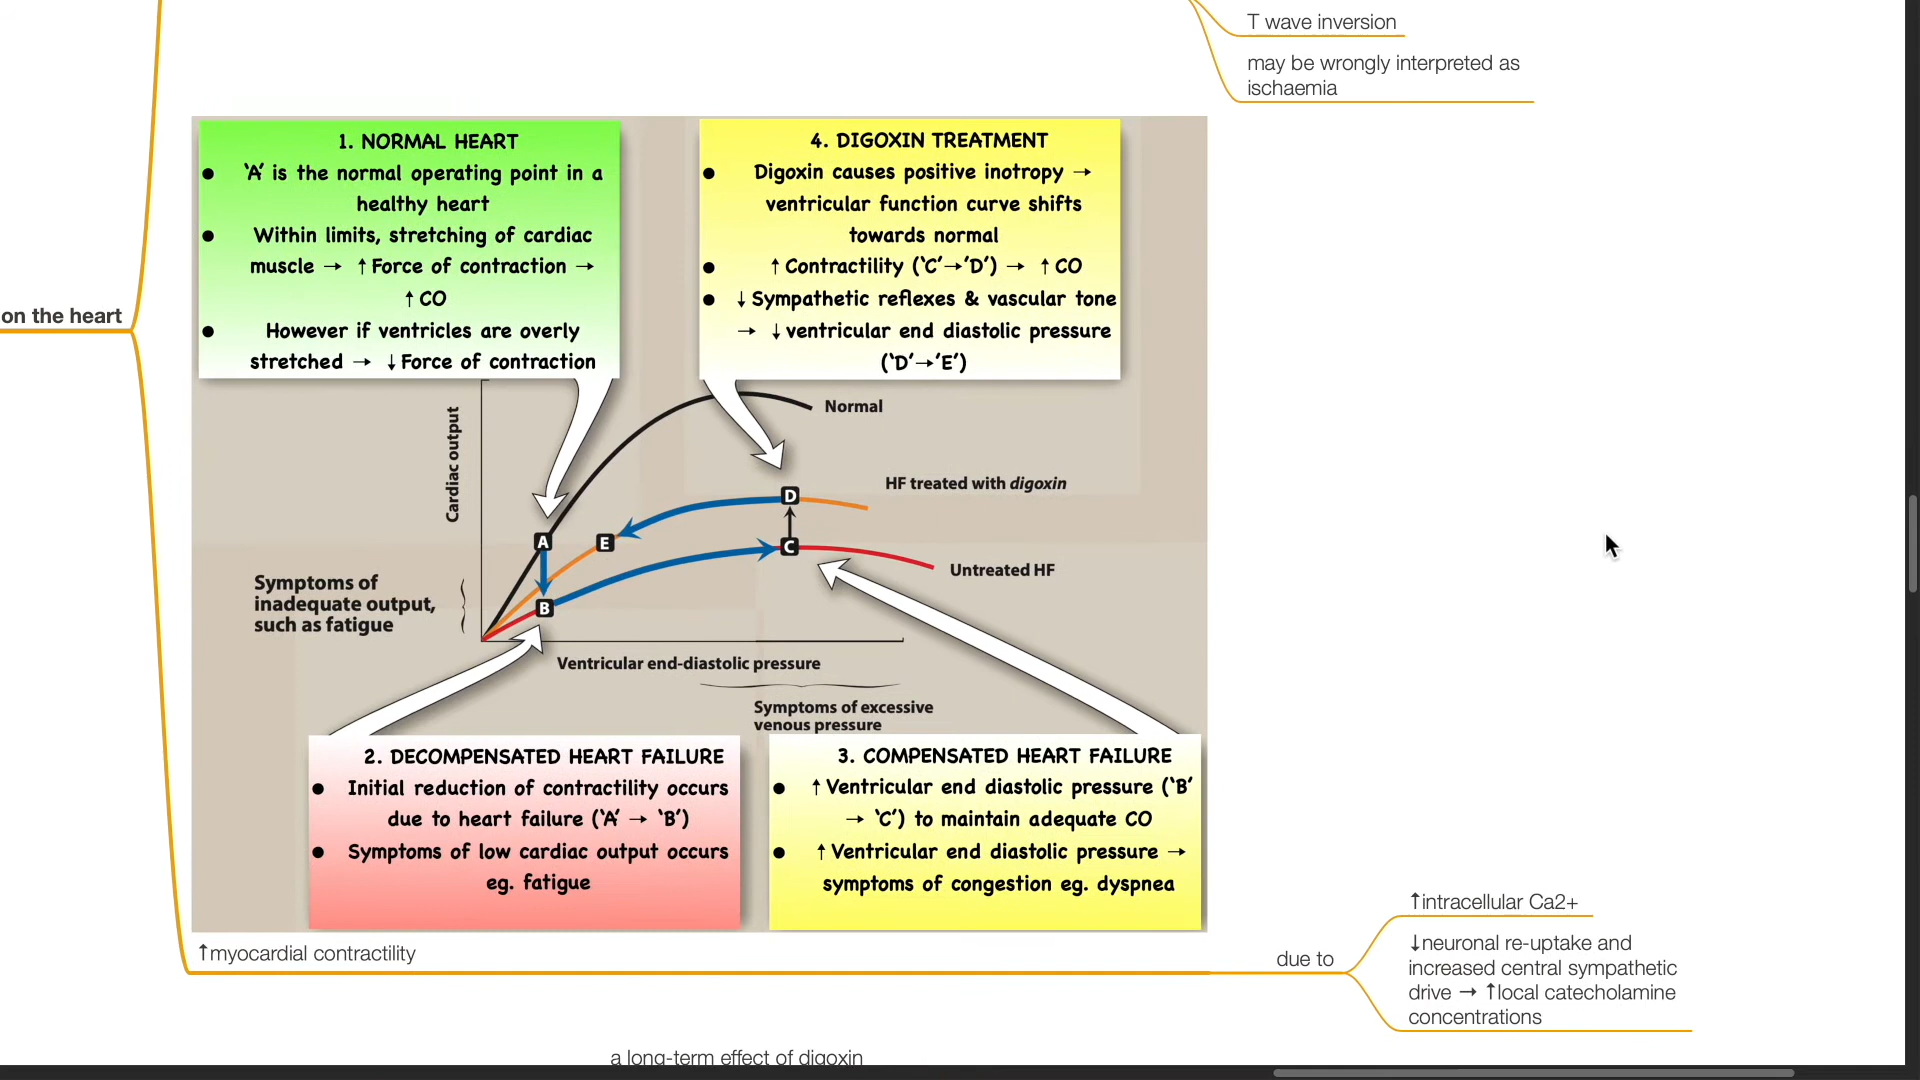 T wave inversion
may be wrongly interpreted as
ischaemia
on the heart
1. NORMAL HEART
● 'A' is the normal operating point in a
healthy heart
● Within limits, stretching of cardiac
muscle → ↑Force of contraction →
↑CO
● However if ventricles are overly
stretched → ↓Force of contraction
4. DIGOXIN TREATMENT
● Digoxin causes positive inotropy →
ventricular function curve shifts
towards normal
● ↑Contractility ('C'→'D') → ↑CO
● ↓Sympathetic reflexes & vascular tone
→ ↓ventricular end diastolic pressure
('D'→'E')
Cardiac output
Normal
HF treated with digoxin
D
A
E
C
B
Untreated HF
Symptoms of
inadequate output,
such as fatigue
Ventricular end-diastolic pressure
Symptoms of excessive
venous pressure
2. DECOMPENSATED HEART FAILURE
● Initial reduction of contractility occurs
due to heart failure ('A' → 'B')
● Symptoms of low cardiac output occurs
eg. fatigue
3. COMPENSATED HEART FAILURE
● ↑Ventricular end diastolic pressure ('B'
→ 'C') to maintain adequate CO
● ↑Ventricular end diastolic pressure →
symptoms of congestion eg. dyspnea
↑myocardial contractility
due to
↑intracellular Ca2+
↓neuronal re-uptake and
increased central sympathetic
drive → ↑local catecholamine
concentrations
a long-term effect of digoxin